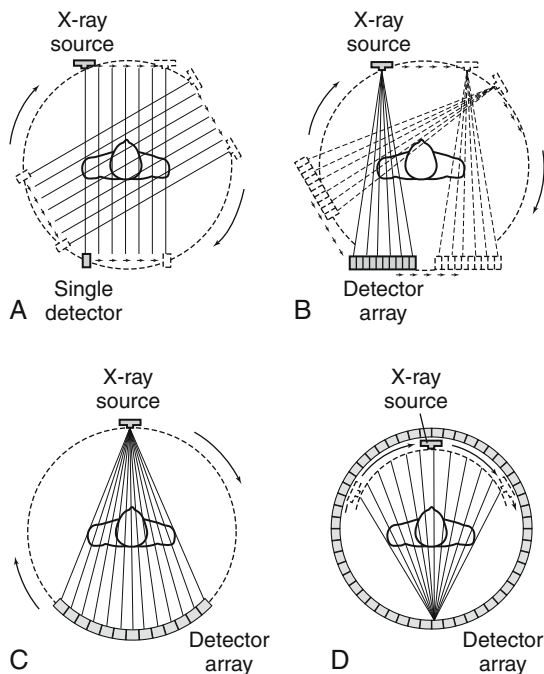 X-ray
source
Single
detector
A
X-ray
source
Detector
array
B
X-ray
source
Detector
array
C
X-ray
source
Detector
array
D